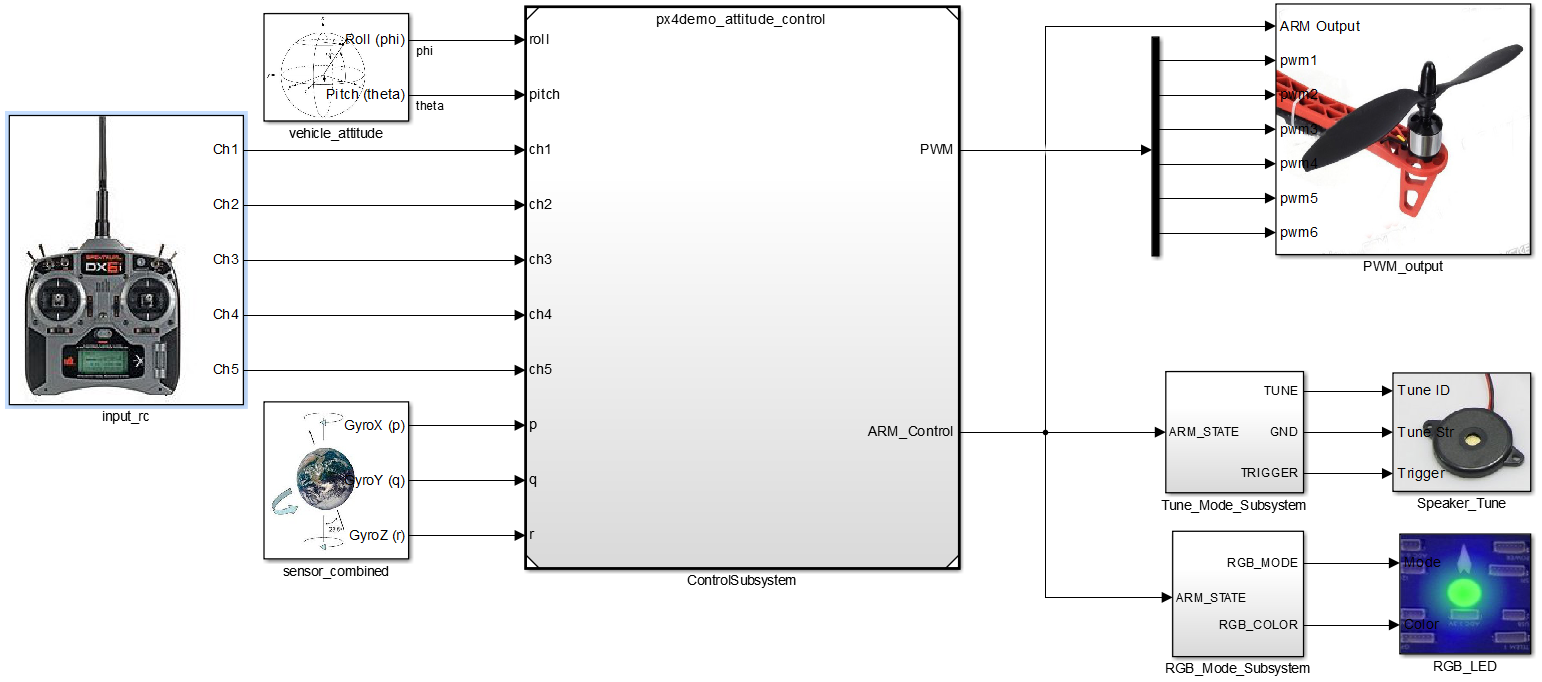 px4demo_attitude_control
Roll (phi)
phi
Pitch (theta)
theta
vehicle_attitude
Ch1
Ch2
Ch3
Ch4
Ch5
DX6i
input_rc
GyroX (p)
GyroY (q)
GyroZ (r)
sensor_combined
roll
pitch
ch1
ch2
ch3
ch4
ch5
p
q
r
PWM
ARM_Control
ControlSubsystem
ARM Output
pwm1
pwm2
pwm3
pwm4
pwm5
pwm6
PWM_output
ARM_STATE
TUNE
GND
TRIGGER
Tune_Mode_Subsystem
Tune ID
Tune Str
Trigger
Speaker_Tune
ARM_STATE
RGB_MODE
RGB_COLOR
RGB_Mode_Subsystem
Mode
Color
RGB_LED